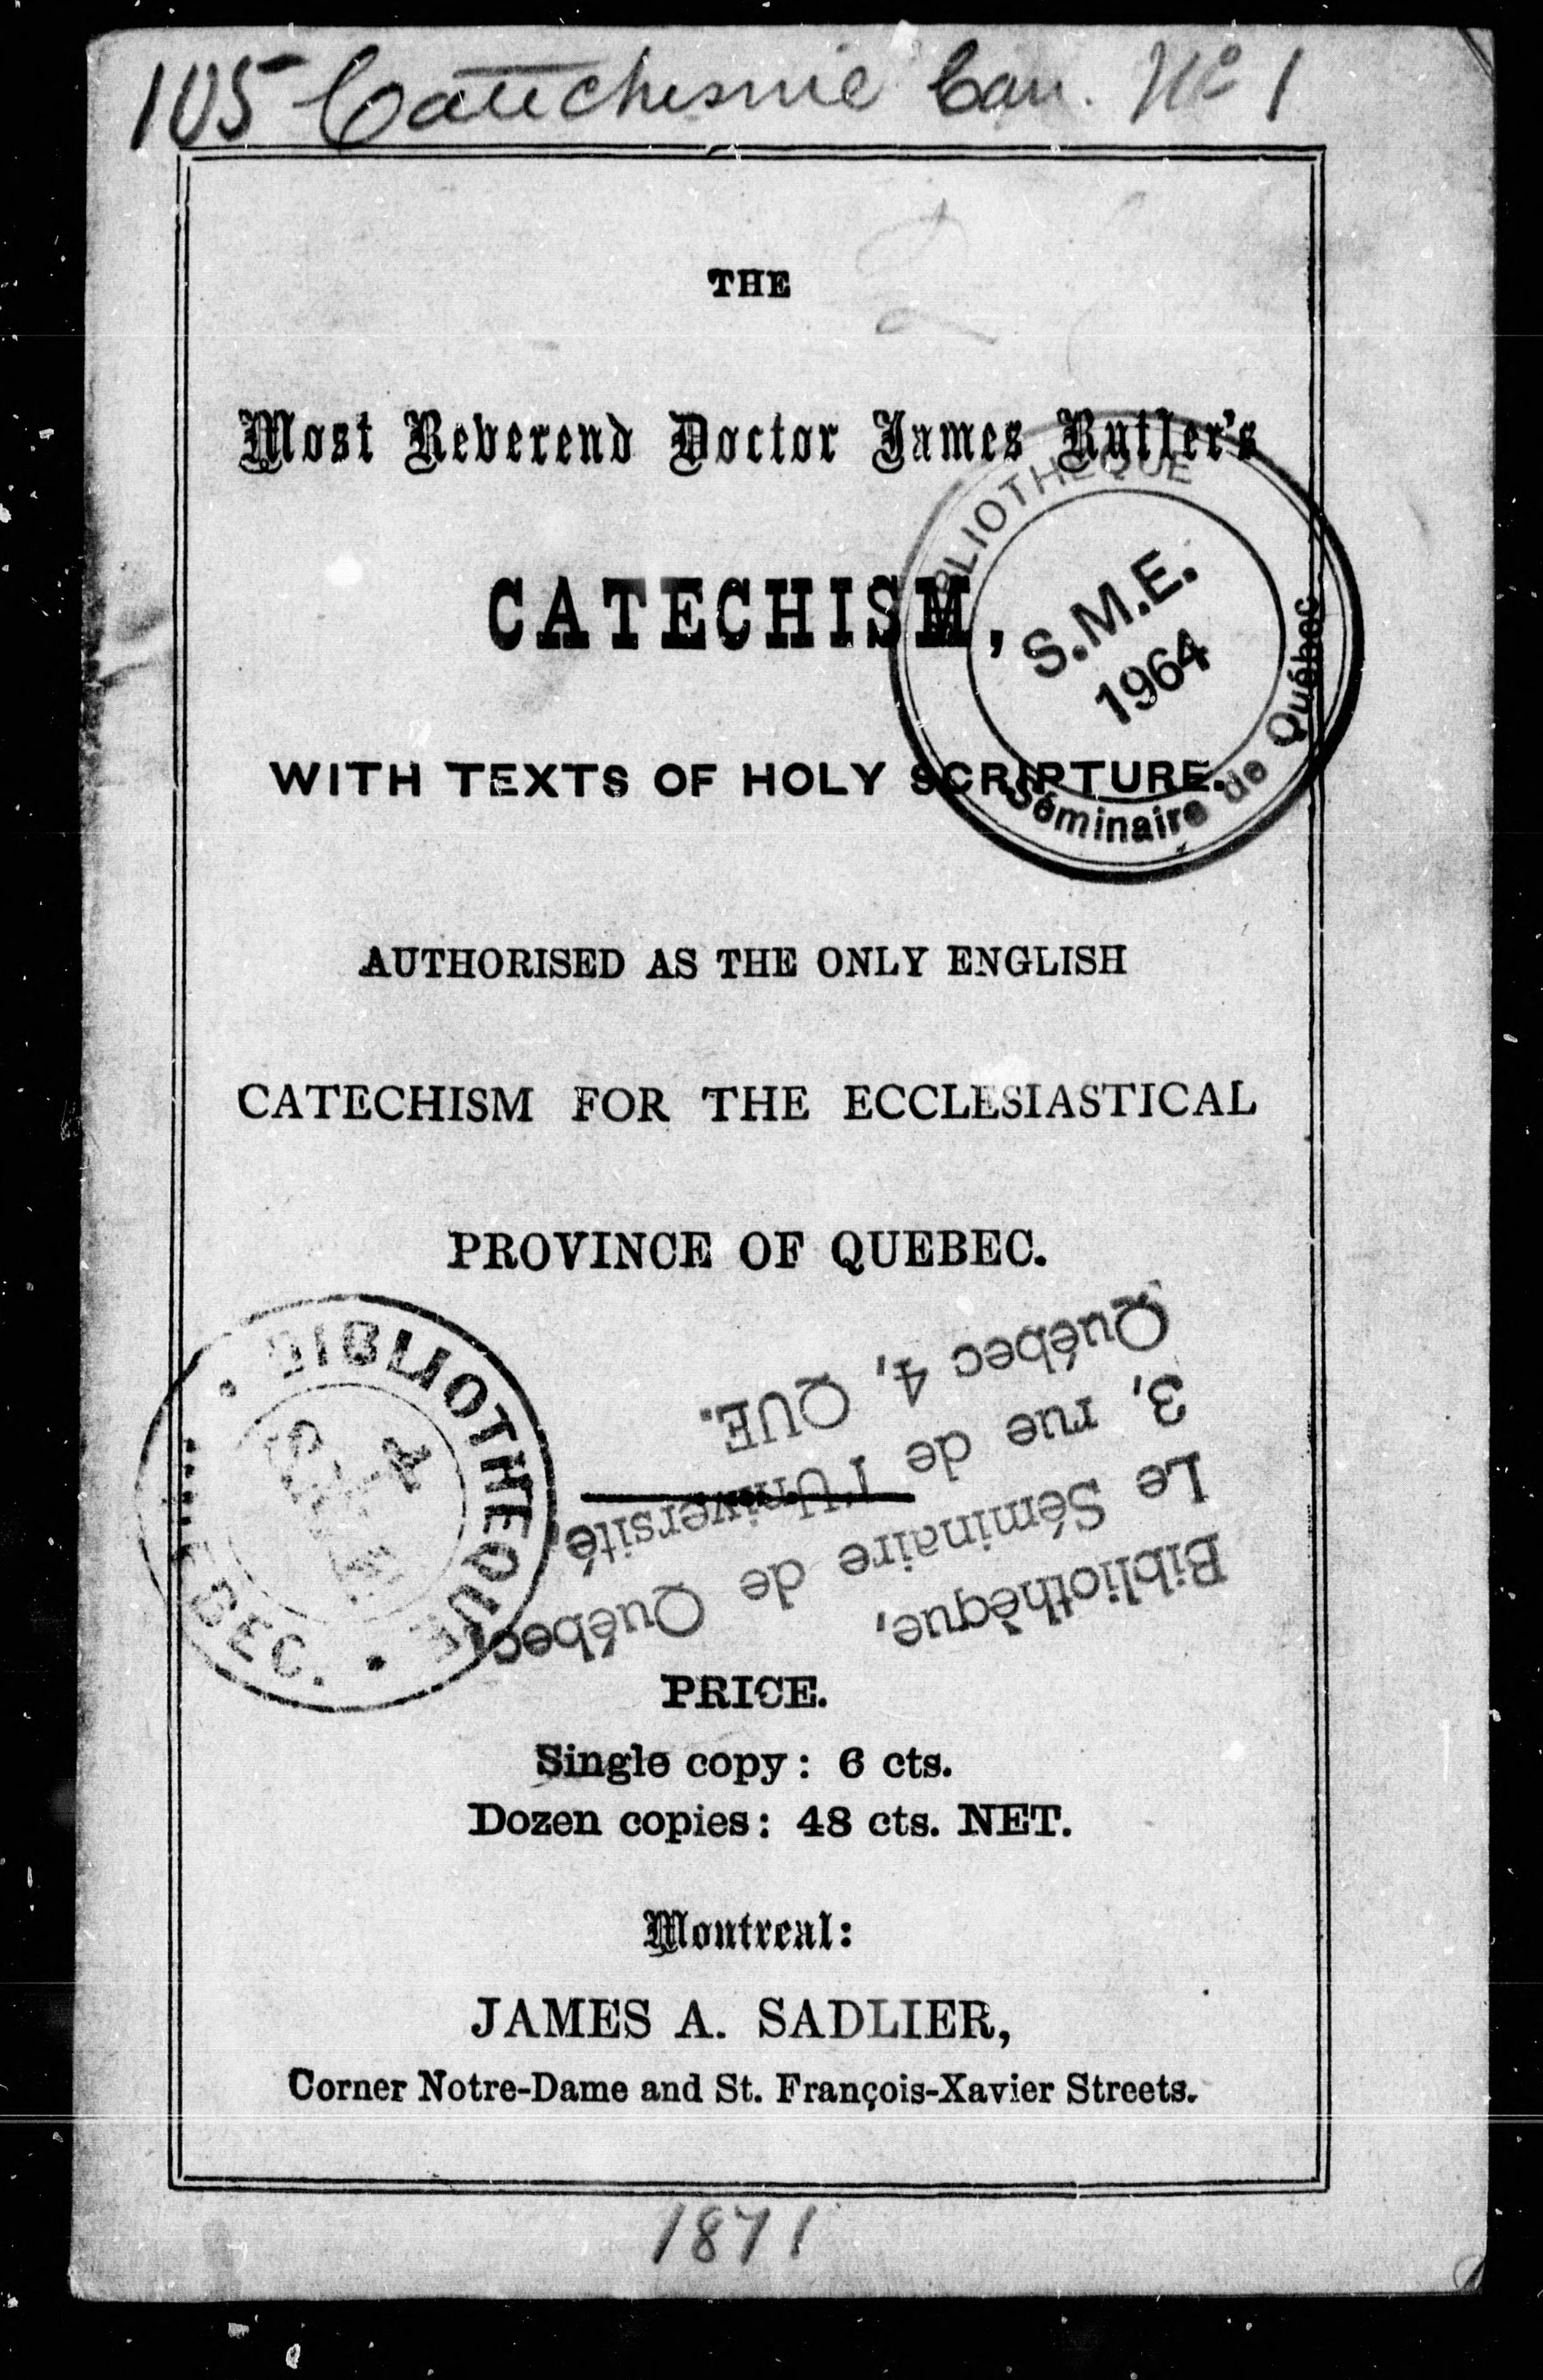 105 Catechisme Can. No 1
THE
Most Reverend Doctor James Butler's
CATECHISM,
WITH TEXTS OF HOLY SCRIPTURE.
BIBLIOTHEQUE
S.M.E.
1964
Séminaire de Québec
AUTHORISED AS THE ONLY ENGLISH
CATECHISM FOR THE ECCLESIASTICAL
PROVINCE OF QUEBEC.
BIBLIOTHEQUE
Bibliothèque,
Le Séminaire de Québec,
3, rue de l'Université,
Québec 4, QUE.
PRICE.
Single copy: 6 cts.
Dozen copies: 48 cts. NET.
Montreal:
JAMES A. SADLIER,
Corner Notre-Dame and St. François-Xavier Streets.
1871